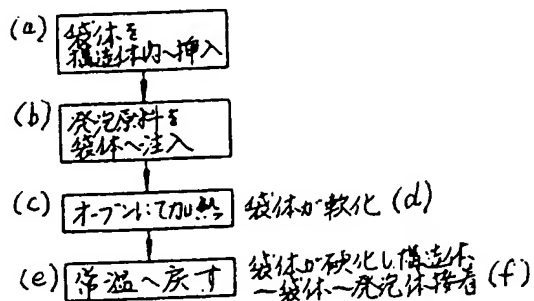 (a) 袋体を
構造体内へ挿入
(b) 発泡原料を
袋体へ注入
(c) オーブンにて加熱 袋体が軟化 (d)
(e) 常温へ戻す 袋体が硬化し構造体
〜袋体〜発泡体接着 (f)